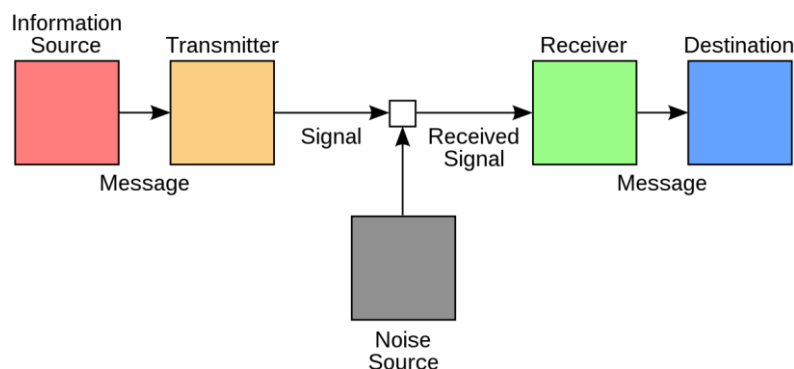 Information
Source
Transmitter
Receiver
Destination
Signal
Received
Signal
Message
Message
Noise
Source